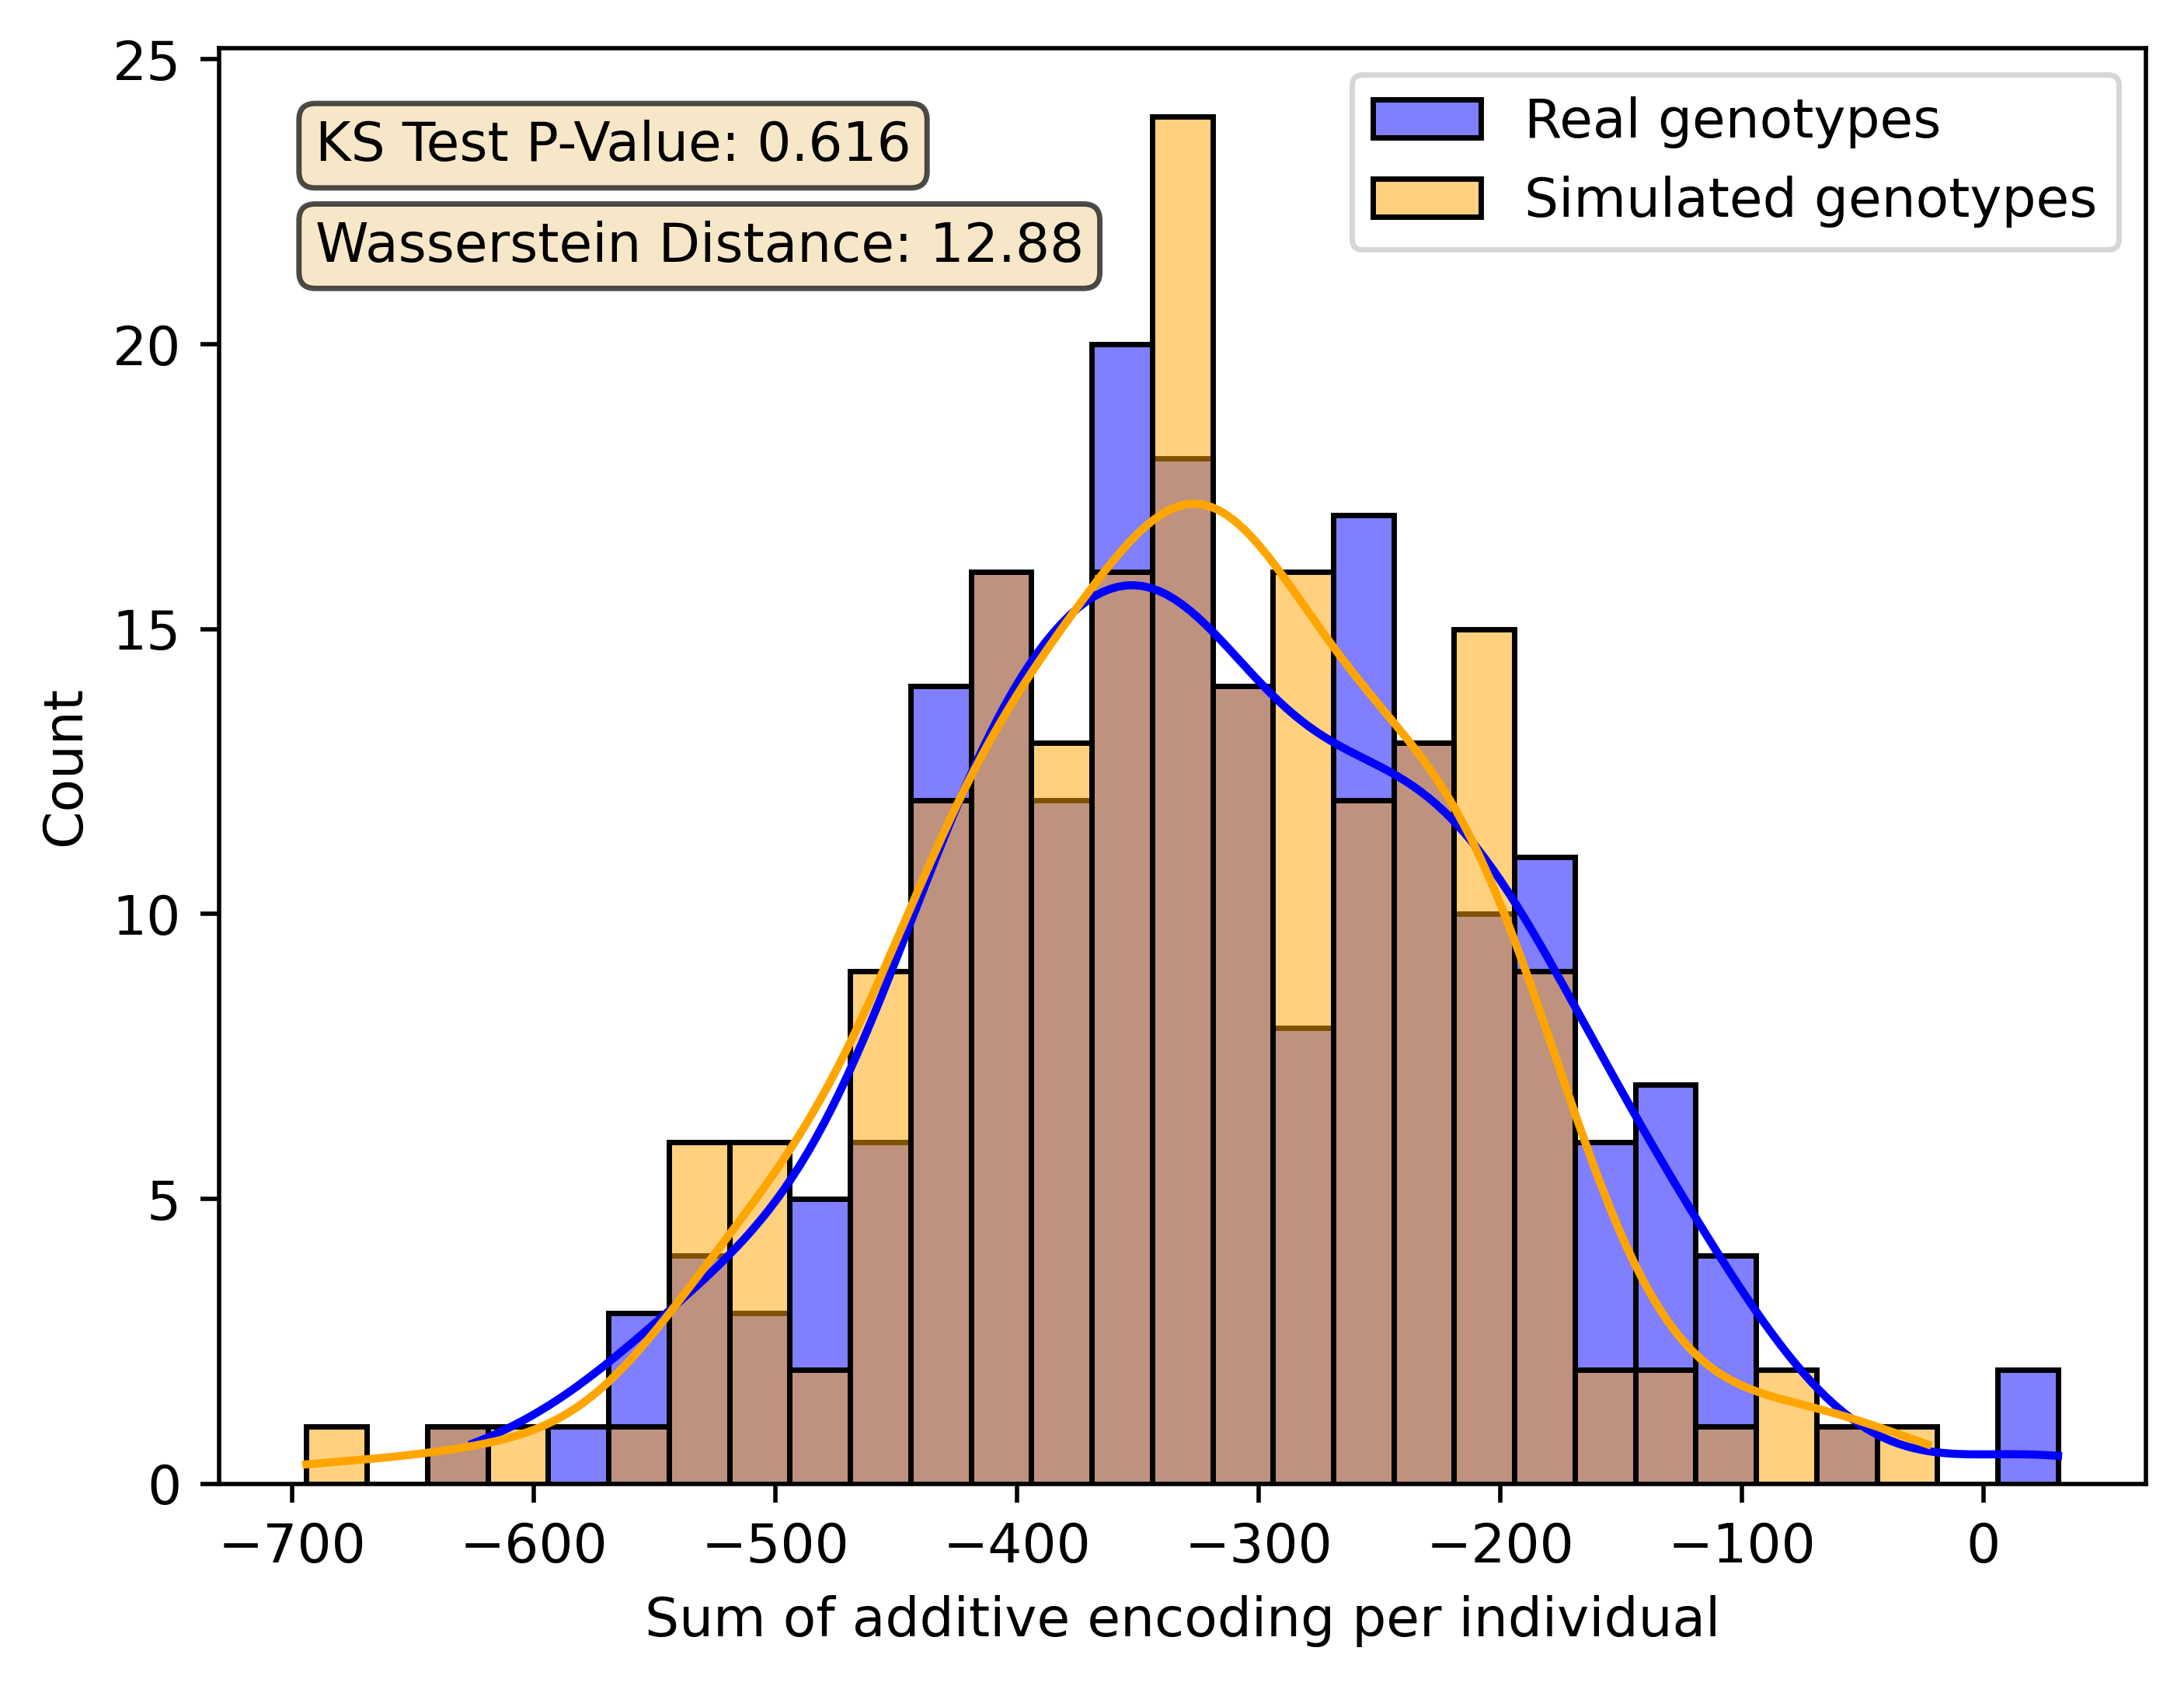 25
20
15
10
5
0
Count
KS Test P-Value: 0.616
Wasserstein Distance: 12.88
Real genotypes
Simulated genotypes
−700 −600 −500 −400 −300 −200 −100 0
Sum of additive encoding per individual